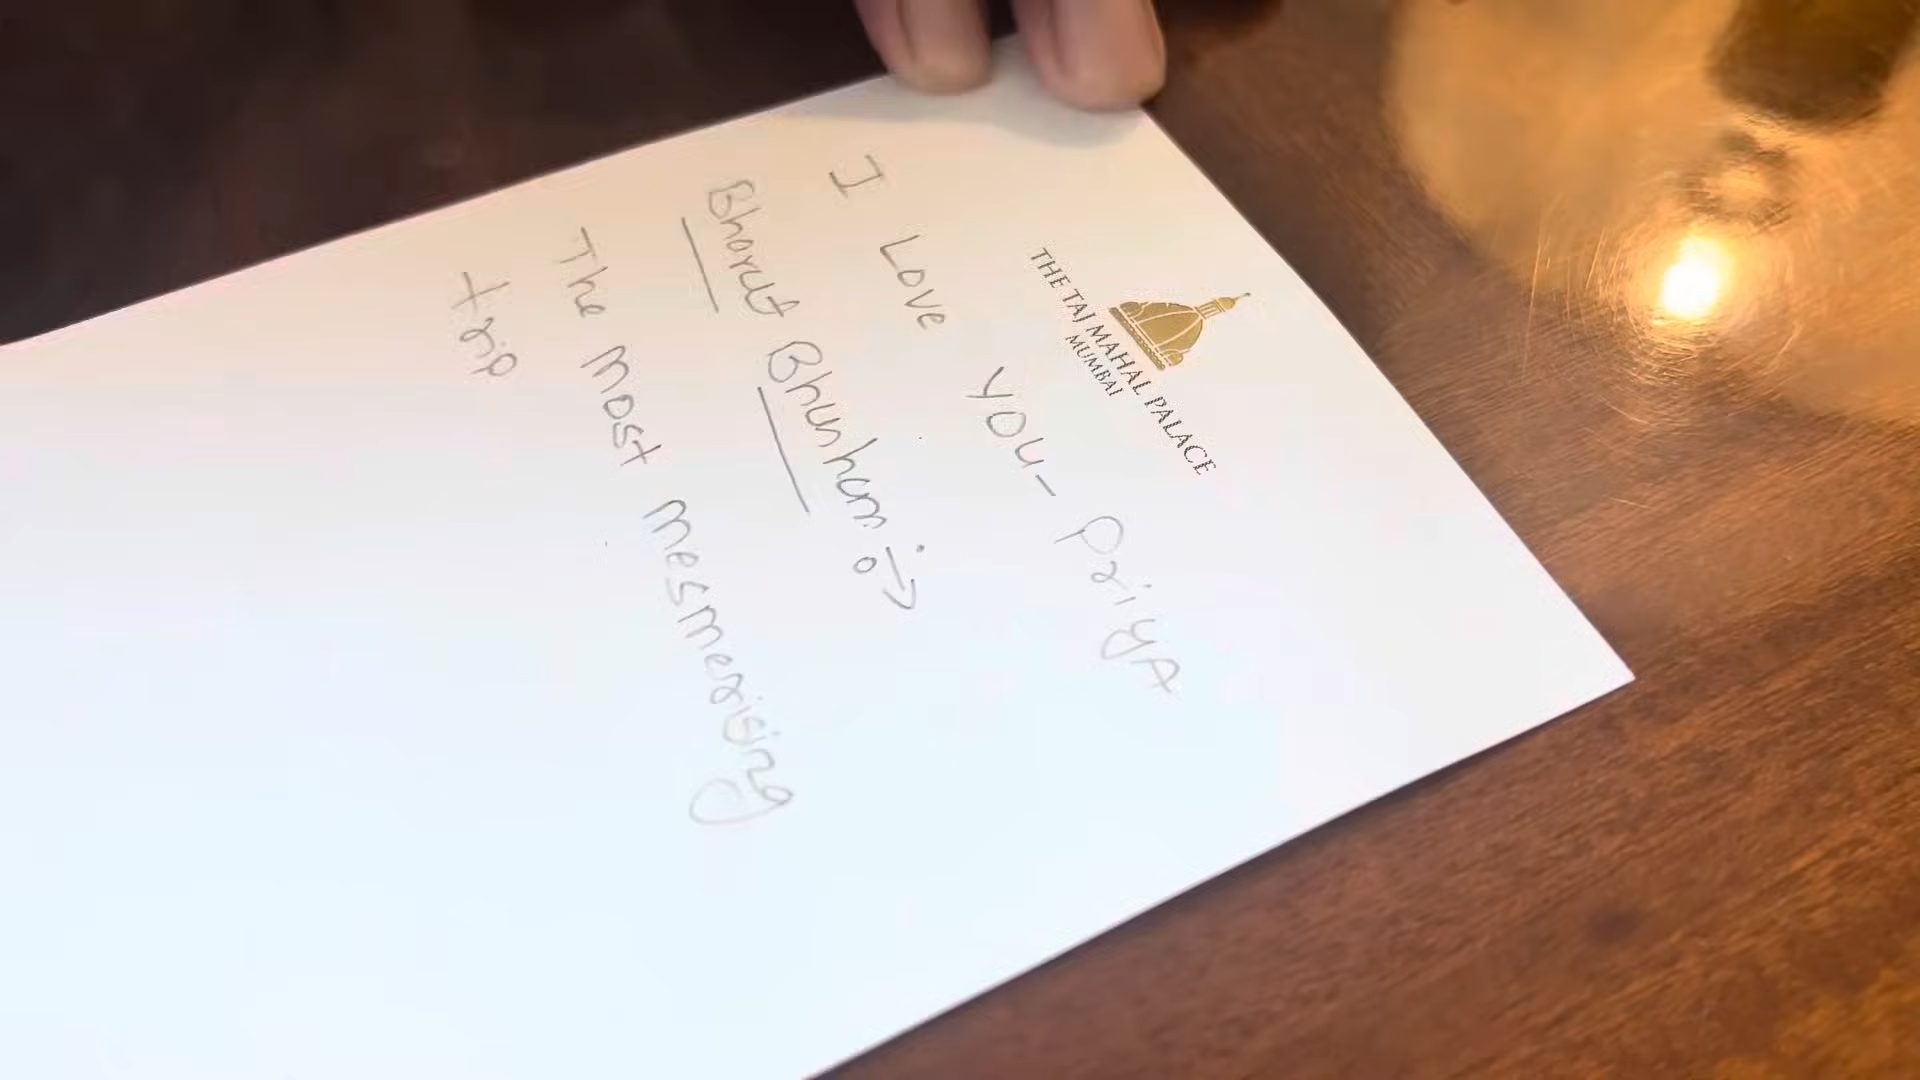 THE TAJ MAHAL PALACE
MUMBAI
I Love you- PriyA
Bharat Bhushan :->
The most mesmerising
trip